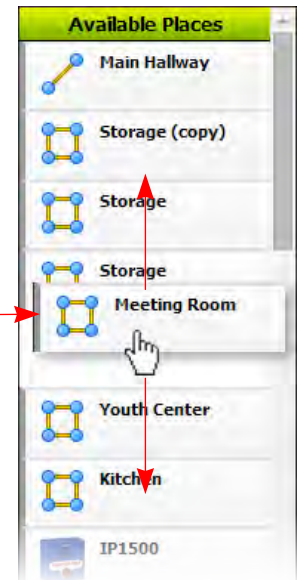 Available Places
Main Hallway
Storage (copy)
Storage
Storage
Meeting Room
Youth Center
Kitchen
IP1500